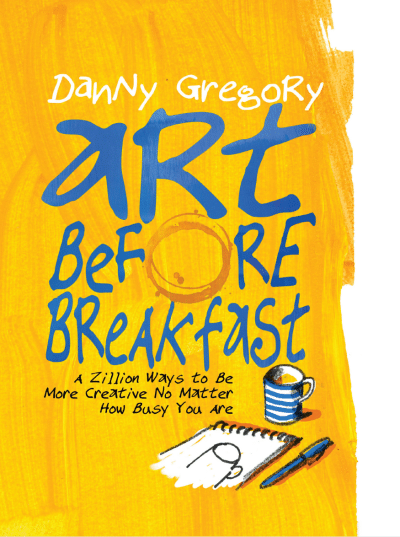 Danny Gregory
art
BeFORE
BReakfast
A Zillion Ways to Be
More Creative No Matter
How Busy You Are